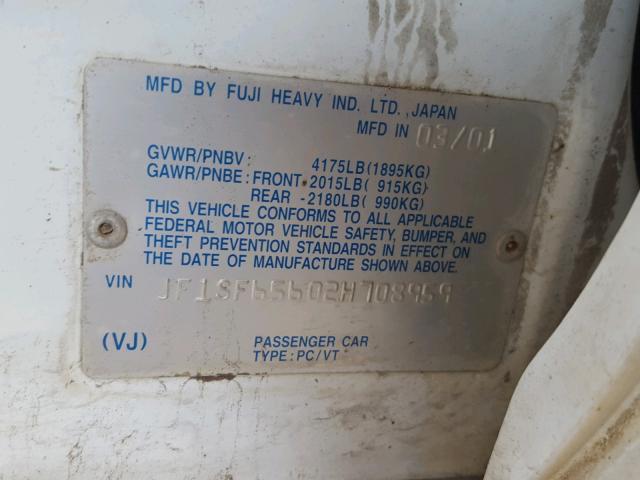 MFD BY FUJI HEAVY IND. LTD., JAPAN
MFD IN 03/01
GVWR/PNBV: 4175LB(1895KG)
GAWR/PNBE: FRONT-2015LB( 915KG)
REAR -2180LB( 990KG)
THIS VEHICLE CONFORMS TO ALL APPLICABLE
FEDERAL MOTOR VEHICLE SAFETY, BUMPER, AND
THEFT PREVENTION STANDARDS IN EFFECT ON
THE DATE OF MANUFACTURE SHOWN ABOVE.
VIN JF1SF65602H708959
(VJ) PASSENGER CAR
TYPE: PC/VT